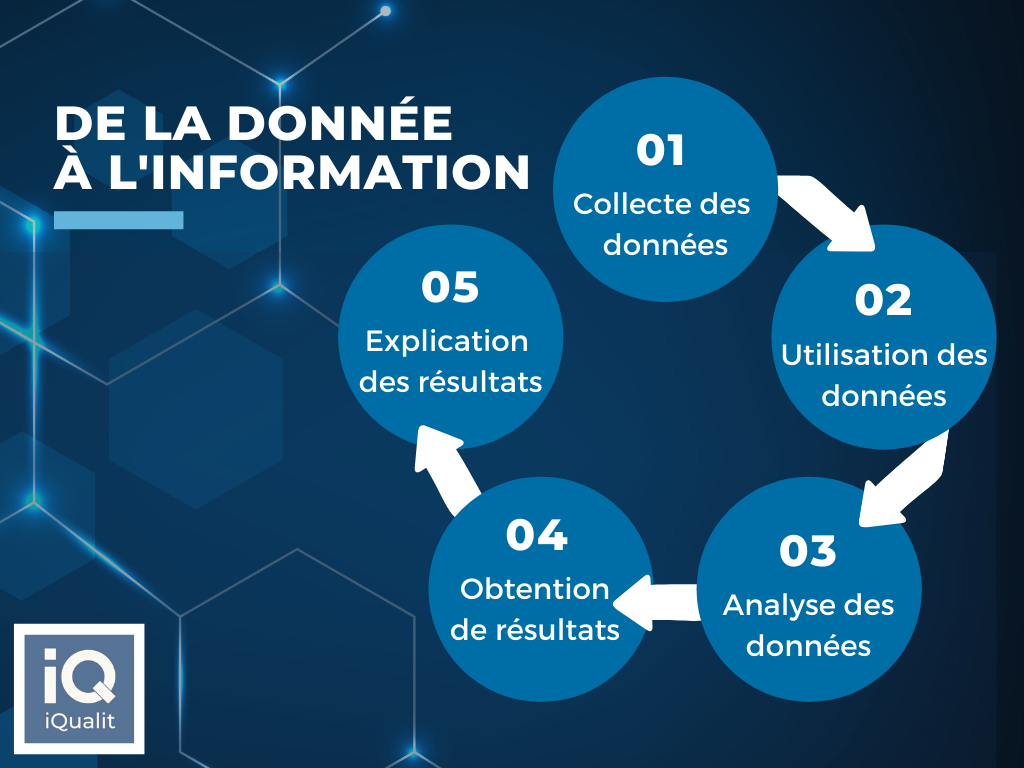 DE LA DONNÉE
À L'INFORMATION
01
Collecte des
données
02
Utilisation des
données
03
Analyse des
données
04
Obtention
de résultats
05
Explication
des résultats
iQ
iQualit